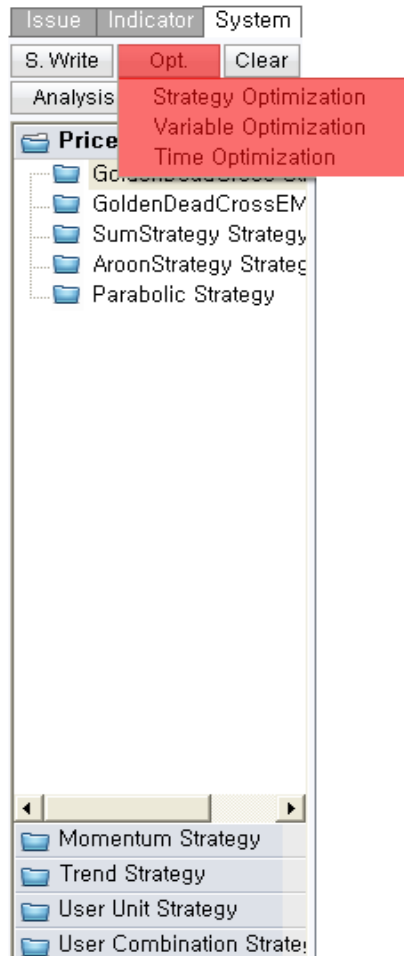 Issue Indicator System
S. Write Opt. Clear
Analysis Strategy Optimization
Variable Optimization
Price
Time Optimization
GoldenDeadCross
GoldenDeadCrossEM
SumStrategy Strategy
AroonStrategy Strateg
Parabolic Strategy
Momentum Strategy
Trend Strategy
User Unit Strategy
User Combination Strate